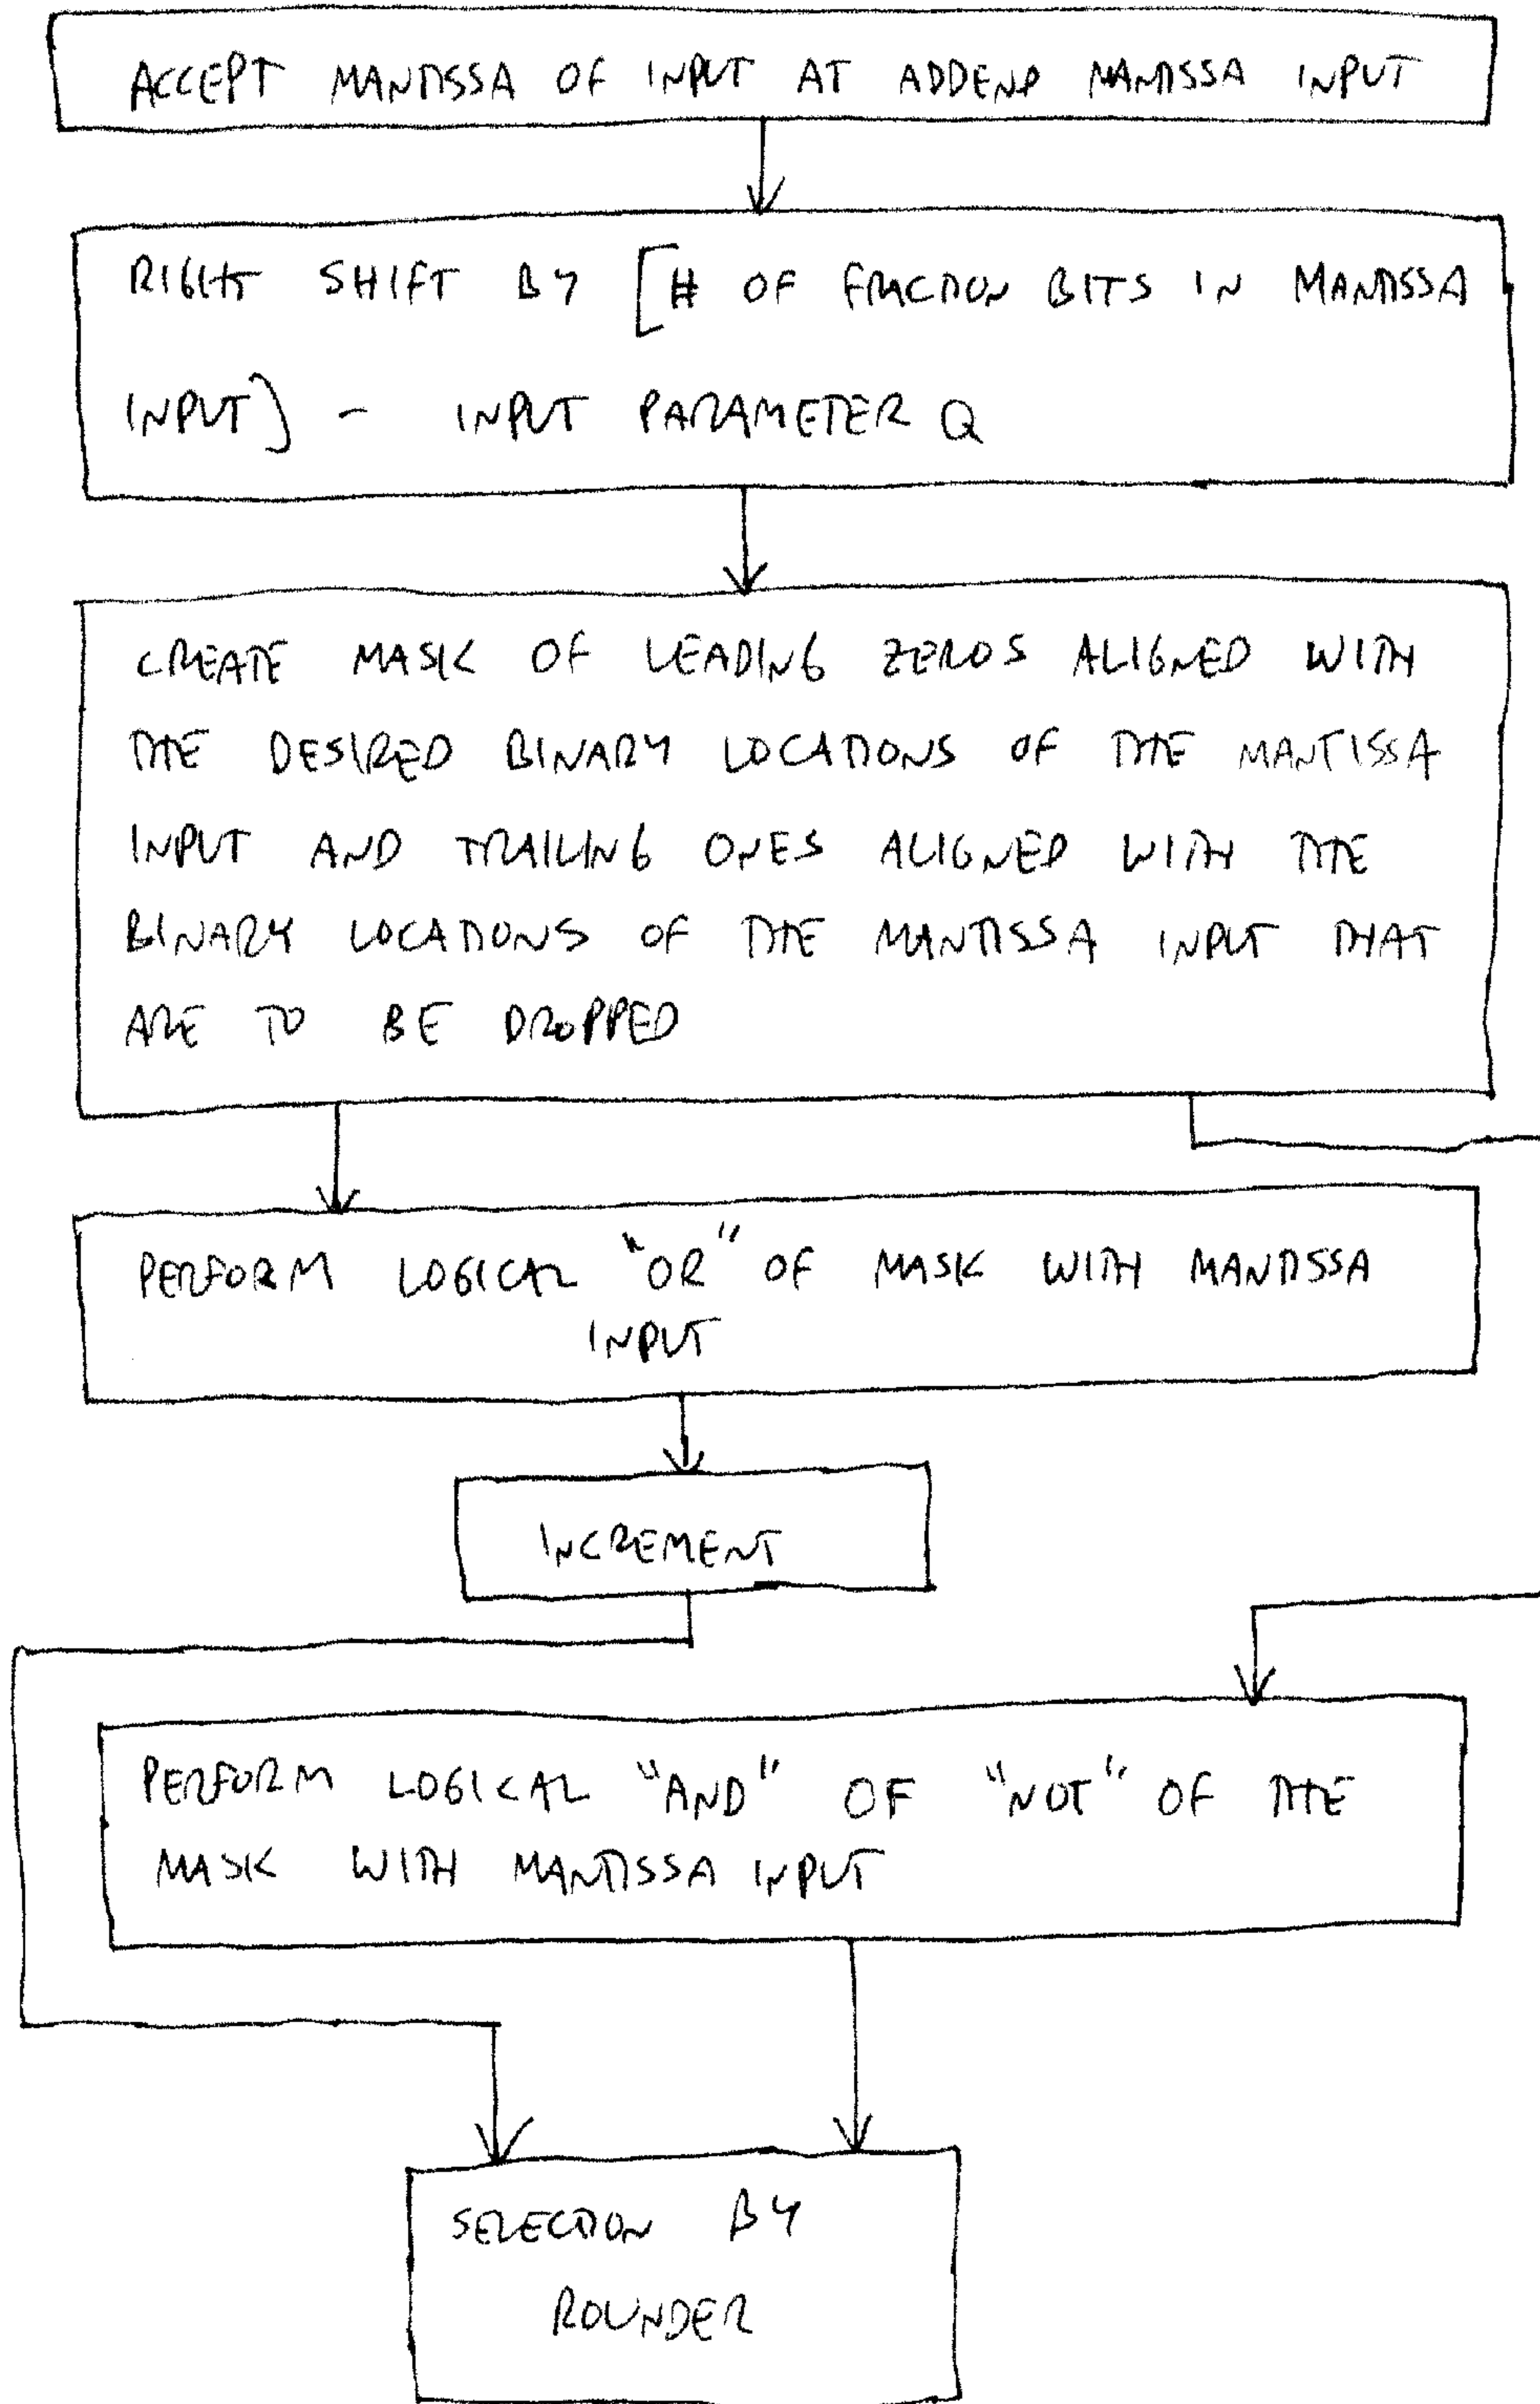 ACCEPT MANTISSA OF INPUT AT ADDEND MANTISSA INPUT
RIGHT SHIFT BY [# OF FRACTION BITS IN MANTISSA
INPUT] - INPUT PARAMETER Q
CREATE MASK OF LEADING ZEROS ALIGNED WITH
THE DESIRED BINARY LOCATIONS OF THE MANTISSA
INPUT AND TRAILING ONES ALIGNED WITH THE
BINARY LOCATIONS OF THE MANTISSA INPUT THAT
ARE TO BE DROPPED
PERFORM LOGICAL "OR" OF MASK WITH MANTISSA
INPUT
INCREMENT
PERFORM LOGICAL "AND" OF "NOT" OF THE
MASK WITH MANTISSA INPUT
SELECTION BY
ROUNDER